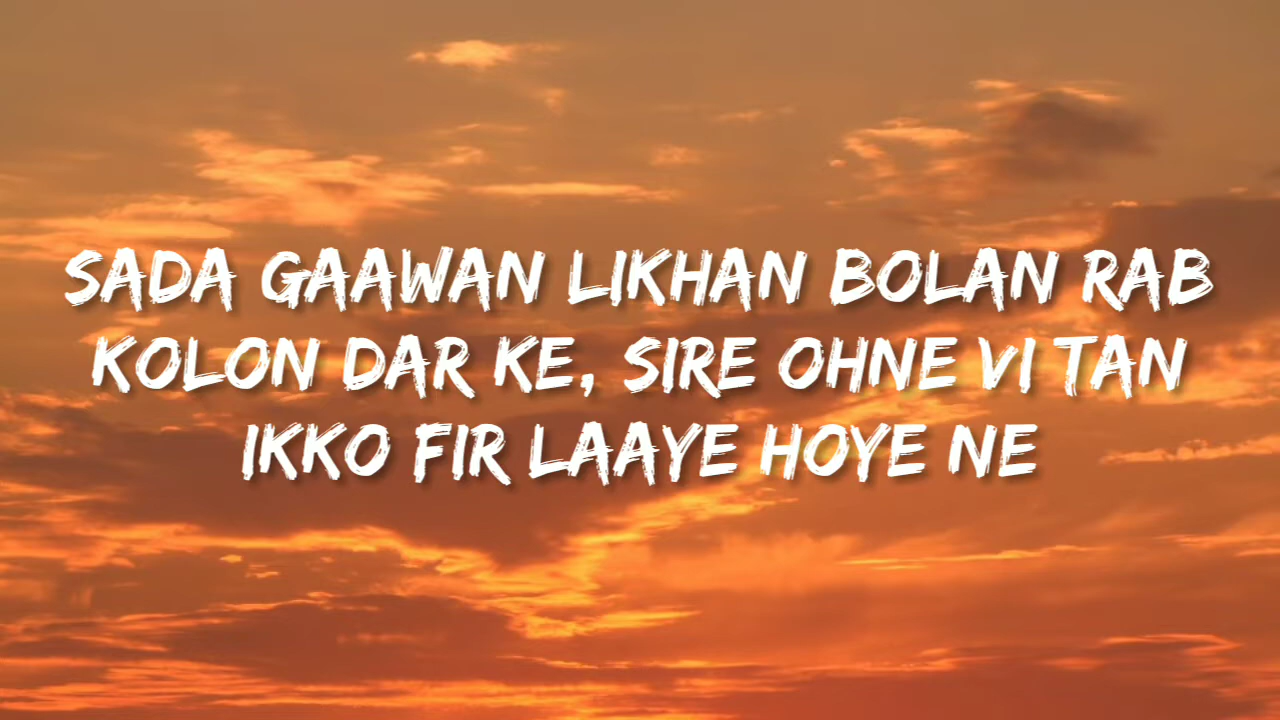 SADA GAAWAN LIKHAN BOLAN RAB
KOLON DAR KE, SIRE OHNE VI TAN
IKKO FIR LAAYE HOYE NE